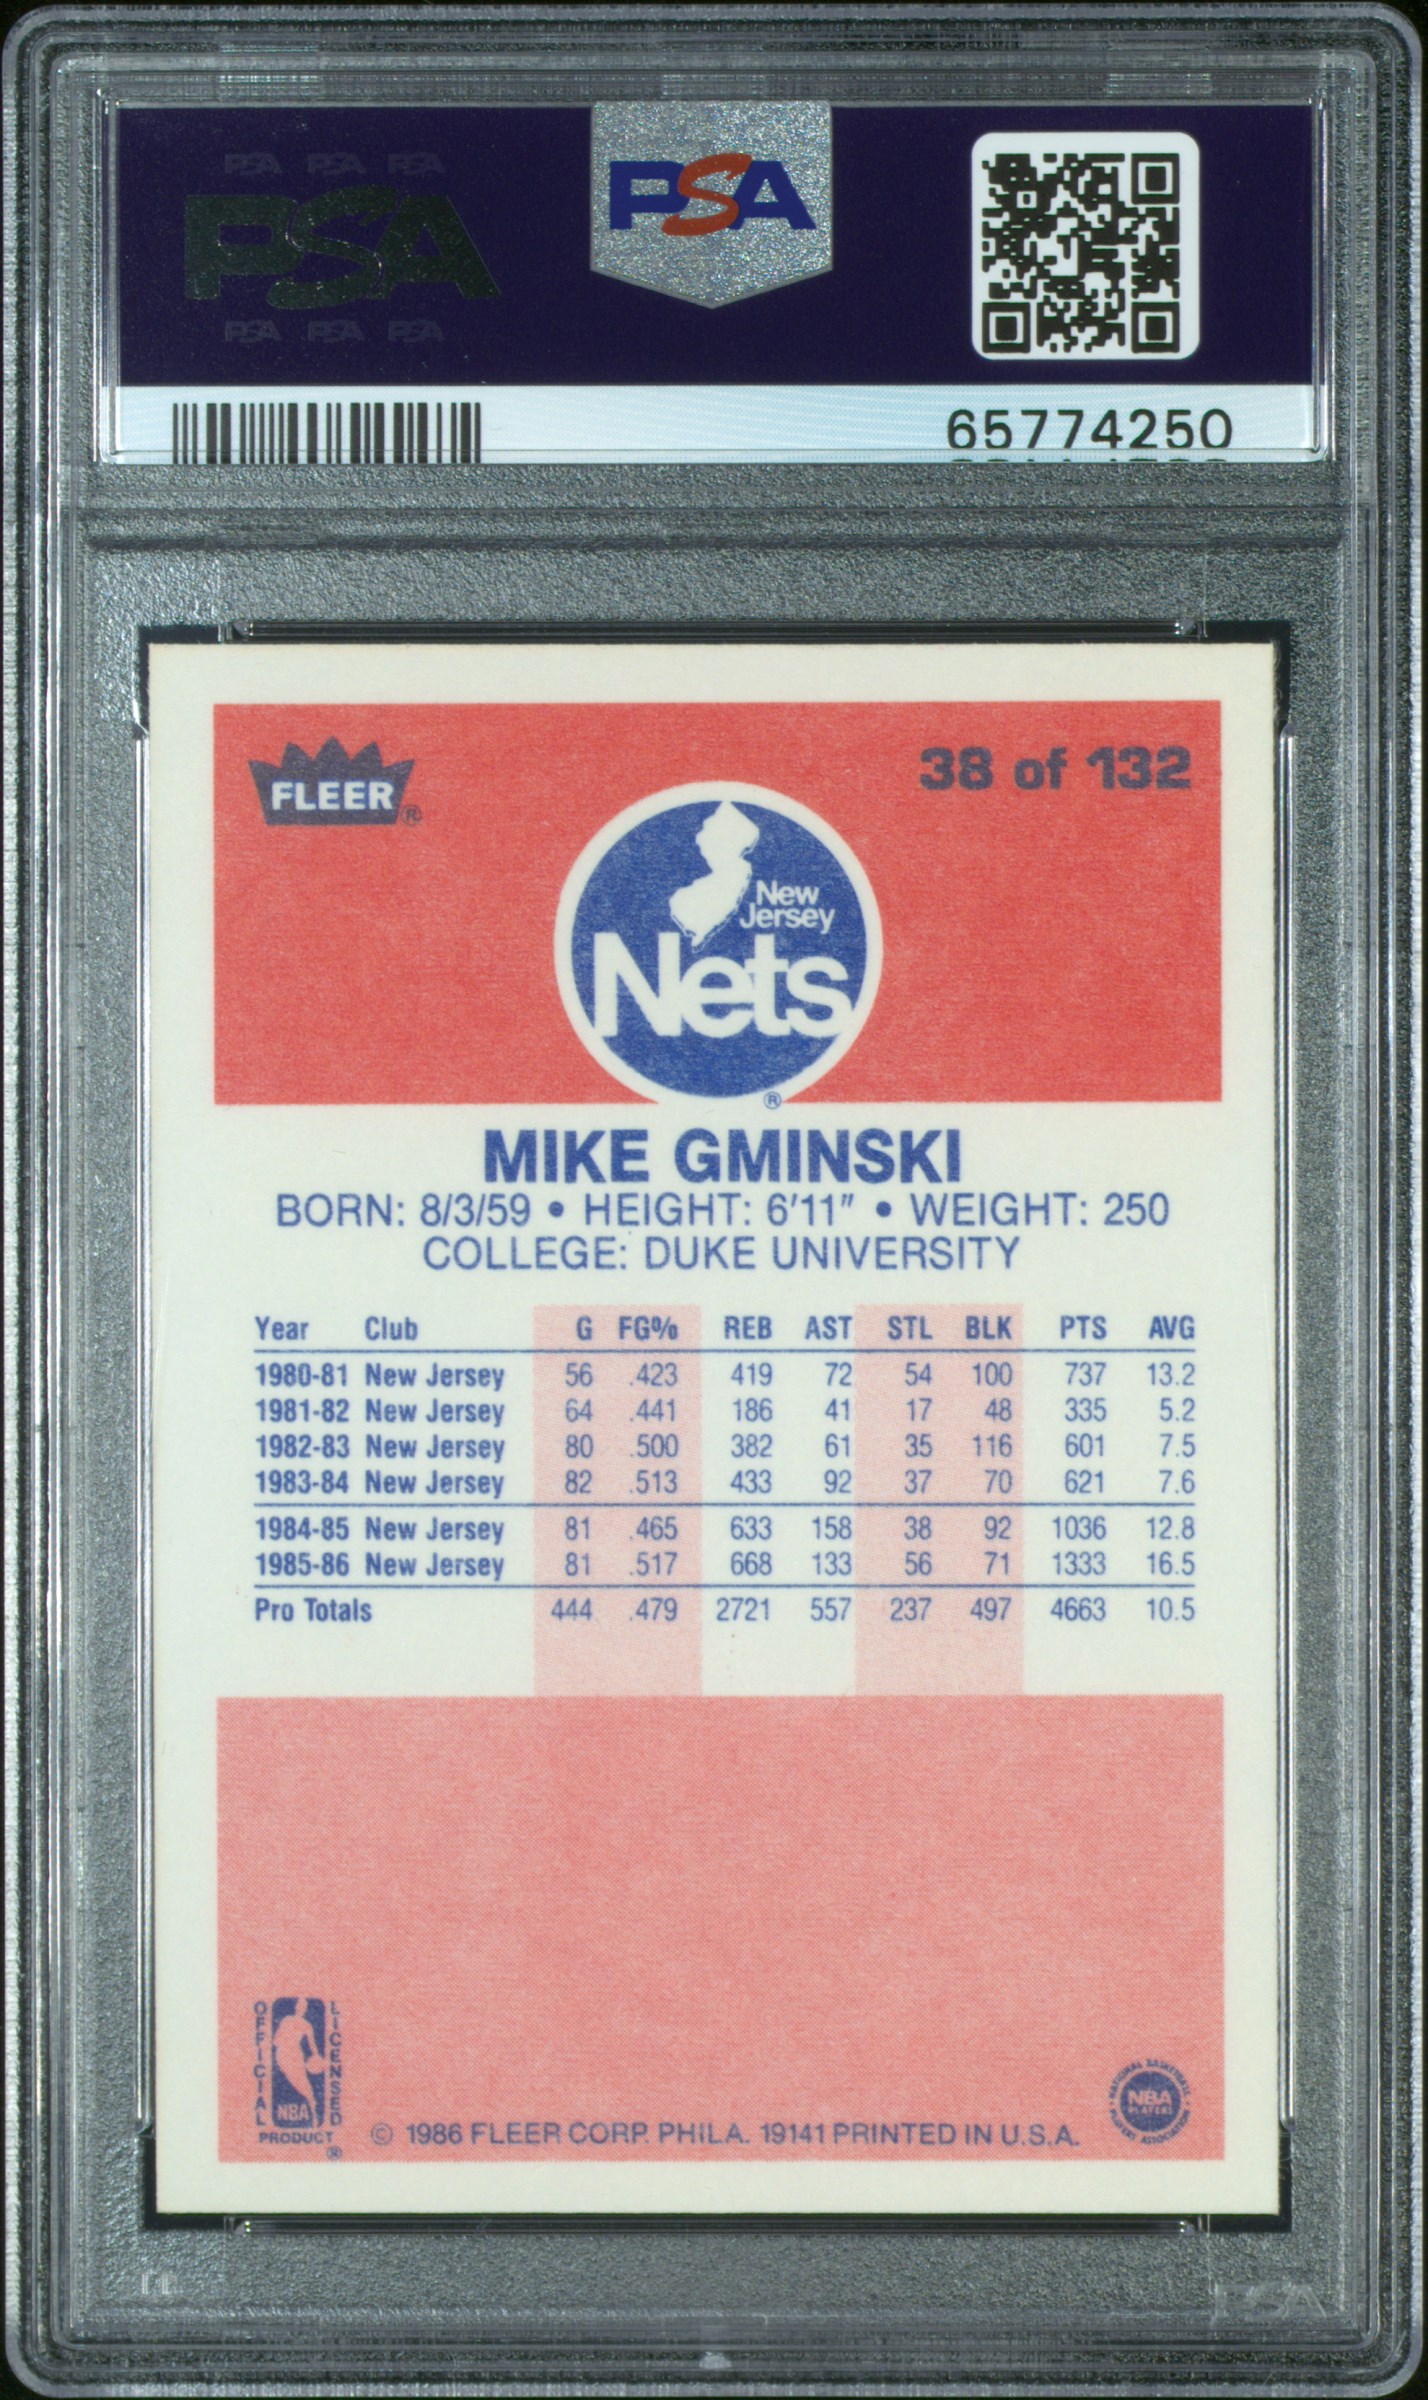 PSA PSA PSA
PSA
PSA PSA PSA
PSA
65774250
FLEER®
38 of 132
New
Jersey
Nets
®
MIKE GMINSKI
BORN: 8/3/59 • HEIGHT: 6'11" • WEIGHT: 250
COLLEGE: DUKE UNIVERSITY
Year Club G FG% REB AST STL BLK PTS AVG
1980-81 New Jersey 56 .423 419 72 54 100 737 13.2
1981-82 New Jersey 64 .441 186 41 17 48 335 5.2
1982-83 New Jersey 80 .500 382 61 35 116 601 7.5
1983-84 New Jersey 82 .513 433 92 37 70 621 7.6
1984-85 New Jersey 81 .465 633 158 38 92 1036 12.8
1985-86 New Jersey 81 .517 668 133 56 71 1333 16.5
Pro Totals 444 .479 2721 557 237 497 4663 10.5
OFFICIAL LICENSED
NBA
PRODUCT
®
© 1986 FLEER CORP. PHILA. 19141 PRINTED IN U.S.A.
NATIONAL BASKETBALL
NBA
PLAYERS
PLAYERS ASSOCIATION
PSA